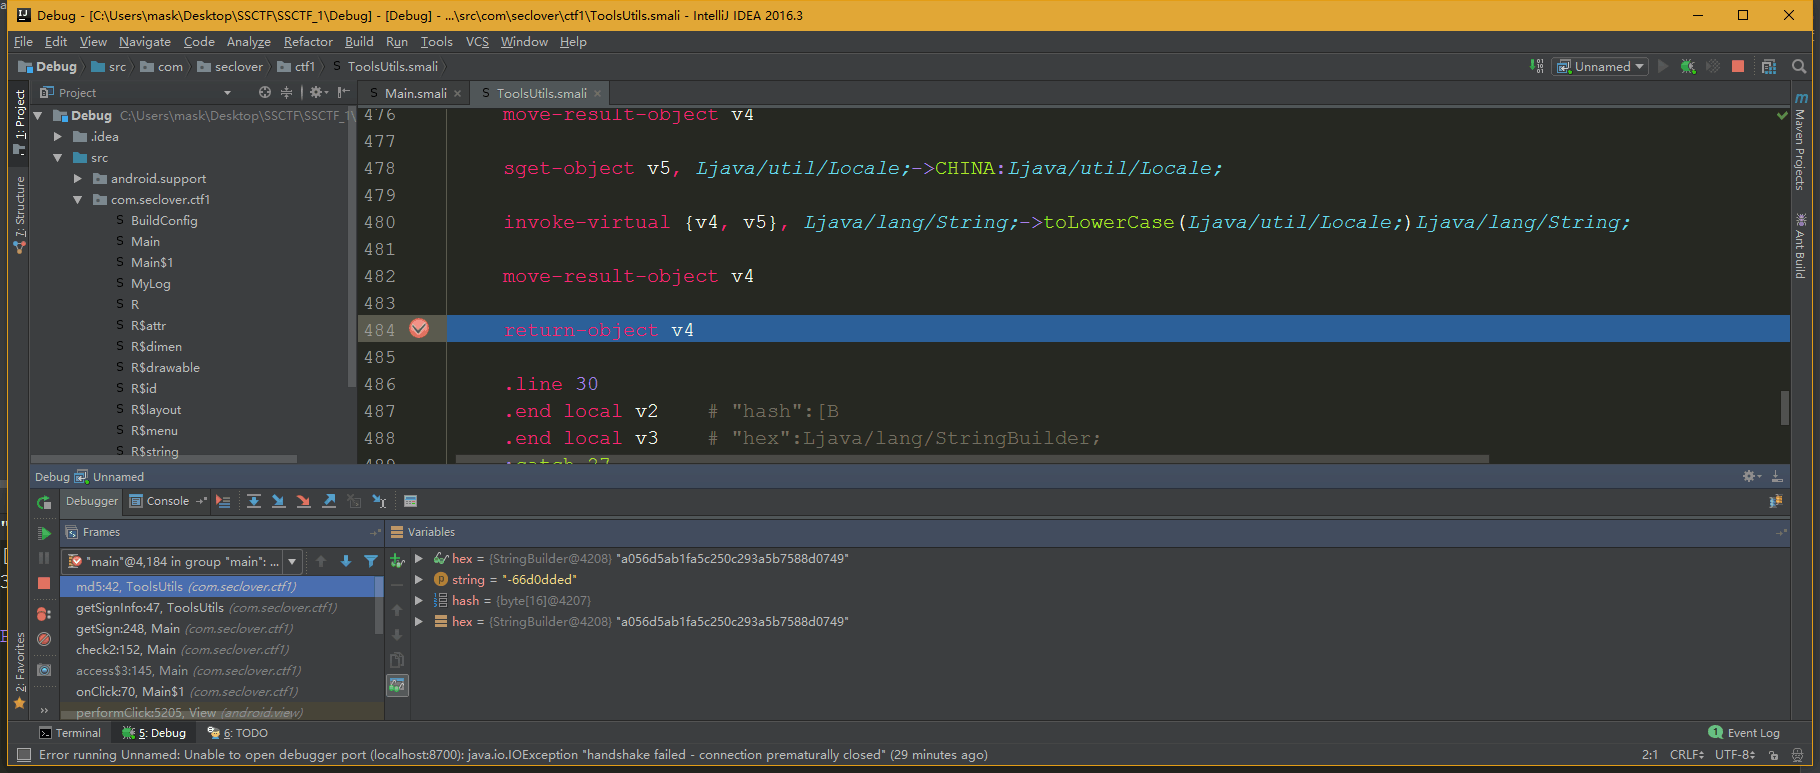 Debug - [C:\Users\mask\Desktop\SSCTF\SSCTF_1\Debug] - [Debug] - ...\src\com\seclover\ctf1\ToolsUtils.smali - IntelliJ IDEA 2016.3
File Edit View Navigate Code Analyze Refactor Build Run Tools VCS Window Help
Debug src com seclover ctf1 ToolsUtils.smali Unnamed
Project Main.smali ToolsUtils.smali
1: Project
7: Structure
2: Favorites
Maven Projects
Ant Build
Debug C:\Users\mask\Desktop\SSCTF\SSCTF_1\
.idea
src
android.support
com.seclover.ctf1
BuildConfig
Main
Main$1
MyLog
R
R$attr
R$dimen
R$drawable
R$id
R$layout
R$menu
R$string
476 move-result-object v4
477
478 sget-object v5, Ljava/util/Locale;->CHINA:Ljava/util/Locale;
479
480 invoke-virtual {v4, v5}, Ljava/lang/String;->toLowerCase(Ljava/util/Locale;)Ljava/lang/String;
481
482 move-result-object v4
483
484 return-object v4
485
486 .line 30
487 .end local v2 # "hash":[B
488 .end local v3 # "hex":Ljava/lang/StringBuilder;
Debug Unnamed
Debugger Console
Frames
"main"@4,184 in group "main": ...
md5:42, ToolsUtils (com.seclover.ctf1)
getSignInfo:47, ToolsUtils (com.seclover.ctf1)
getSign:248, Main (com.seclover.ctf1)
check2:152, Main (com.seclover.ctf1)
access$3:145, Main (com.seclover.ctf1)
onClick:70, Main$1 (com.seclover.ctf1)
performClick:5205, View (android.view)
Variables
hex = {StringBuilder@4208} "a056d5ab1fa5c250c293a5b7588d0749"
string = "-66d0dded"
hash = {byte[16]@4207}
hex = {StringBuilder@4208} "a056d5ab1fa5c250c293a5b7588d0749"
Terminal 5: Debug 6: TODO 1 Event Log
Error running Unnamed: Unable to open debugger port (localhost:8700): java.io.IOException "handshake failed - connection prematurally closed" (29 minutes ago) 2:1 CRLF UTF-8